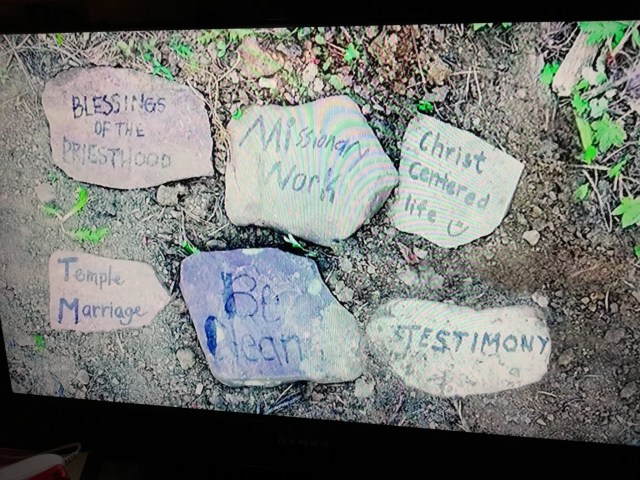 BLESSINGS
OF THE
PRIESTHOOD
Missionary
Work
Christ
Centered
life
Temple
Marriage
Be
Clean
TESTIMONY